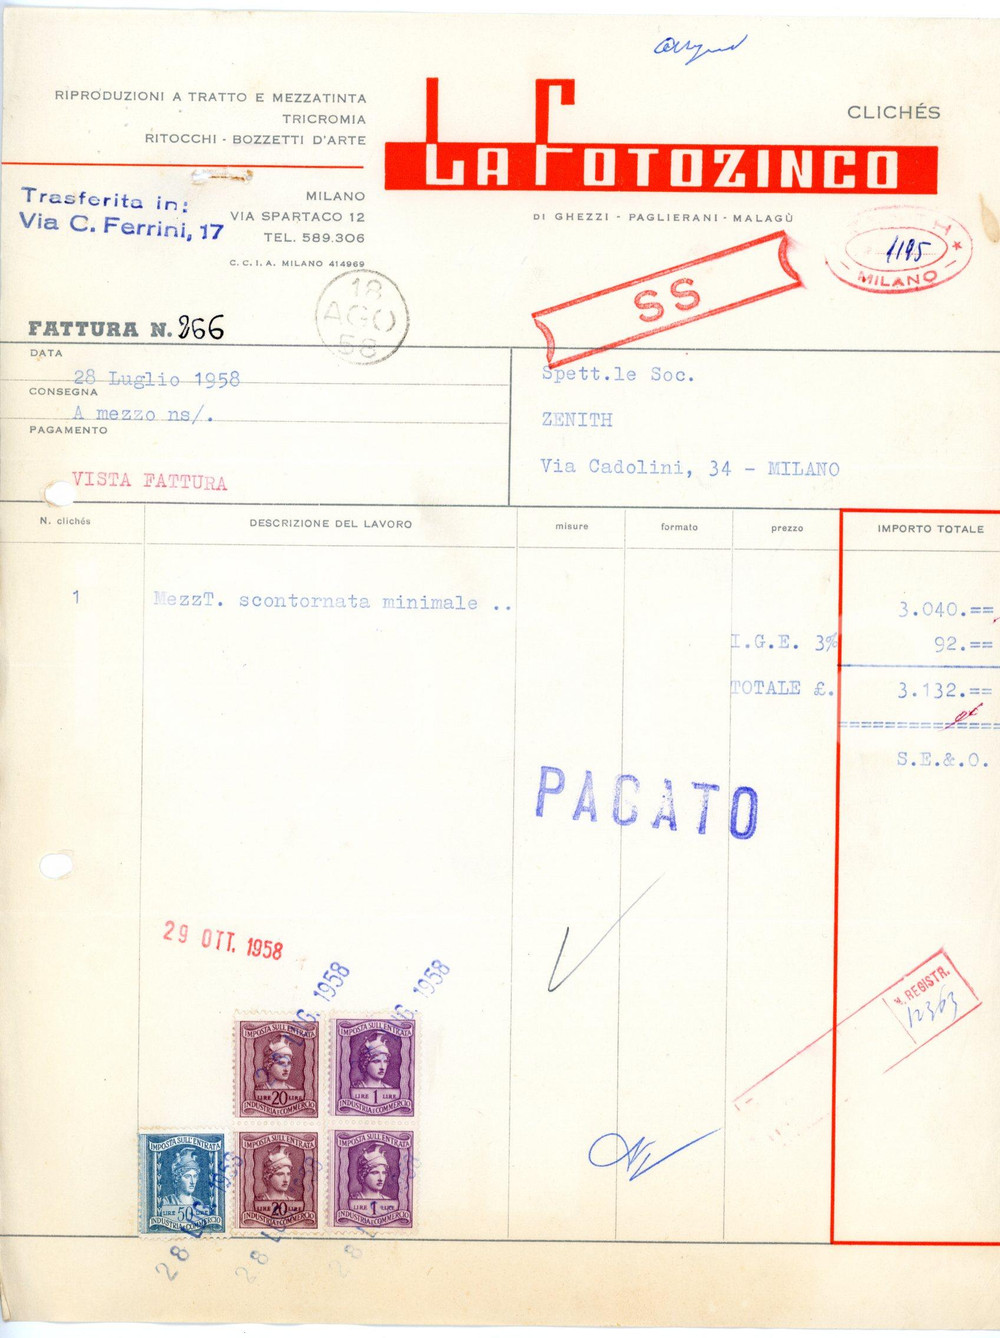 RIPRODUZIONI A TRATTO E MEZZATINTA
TRICROMIA
RITOCCHI - BOZZETTI D'ARTE
LA FOTOZINCO
CLICHÉS
DI GHEZZI - PAGLIERANI - MALAGÙ
Trasferita in:
Via C. Ferrini, 17
MILANO
VIA SPARTACO 12
TEL. 589.306
C. C. I. A. MILANO 414969
18
AGO
58
SS
1195
- MILANO - *
FATTURA N. 266
DATA
28 Luglio 1958
CONSEGNA
A mezzo ns/.
PAGAMENTO
VISTA FATTURA
Spett.le Soc.
ZENITH
Via Cadolini, 34 - MILANO
N. clichés
DESCRIZIONE DEL LAVORO
misure
formato
prezzo
IMPORTO TOTALE
1 MezzT. scontornata minimale .. 3.040.==
I.G.E. 3% 92.==
TOTALE £. 3.132.==
==============
S.E.&.O.
PAGATO
29 OTT. 1958
N. REGISTR.
12363
IMPOSTA SULL'ENTRATA
LIRE 20 LIRE
INDUSTRIA E COMMERCIO
IMPOSTA SULL'ENTRATA
LIRE 1 LIRE
INDUSTRIA E COMMERCIO
IMPOSTA SULL'ENTRATA
LIRE 50 LIRE
INDUSTRIA E COMMERCIO
IMPOSTA SULL'ENTRATA
LIRE 20 LIRE
INDUSTRIA E COMMERCIO
IMPOSTA SULL'ENTRATA
LIRE 1 LIRE
INDUSTRIA E COMMERCIO
28 LUG. 1958